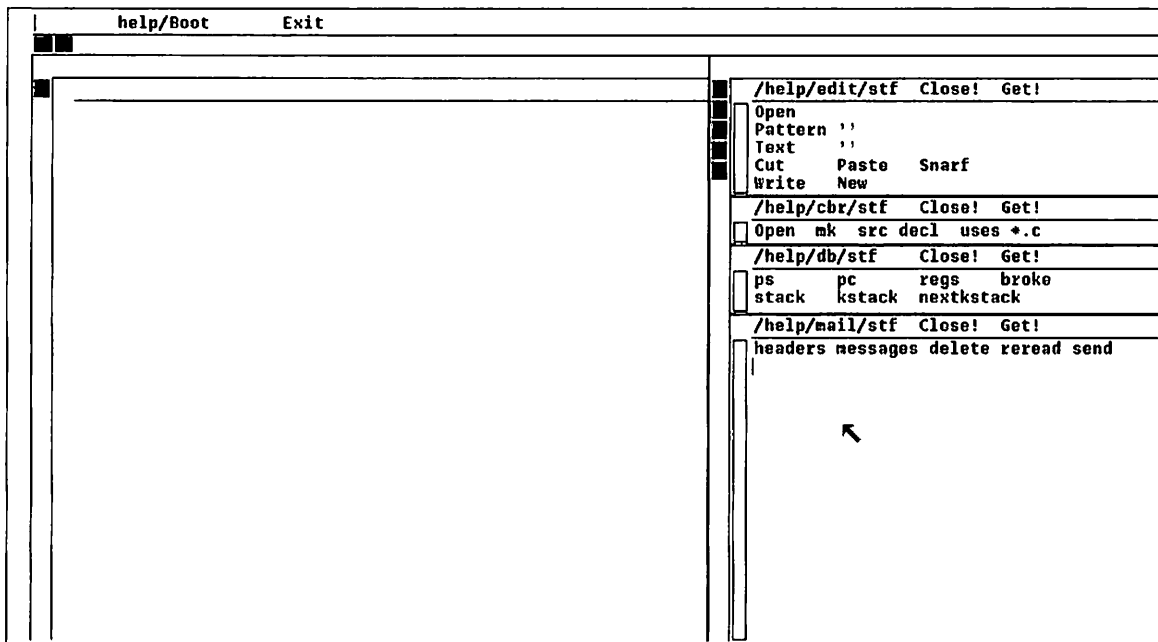 help/Boot Exit
/help/edit/stf Close! Get!
Open
Pattern ''
Text ''
Cut Paste Snarf
Write New
/help/cbr/stf Close! Get!
Open mk src decl uses *.c
/help/db/stf Close! Get!
ps pc regs broke
stack kstack nextkstack
/help/mail/stf Close! Get!
headers messages delete reread send